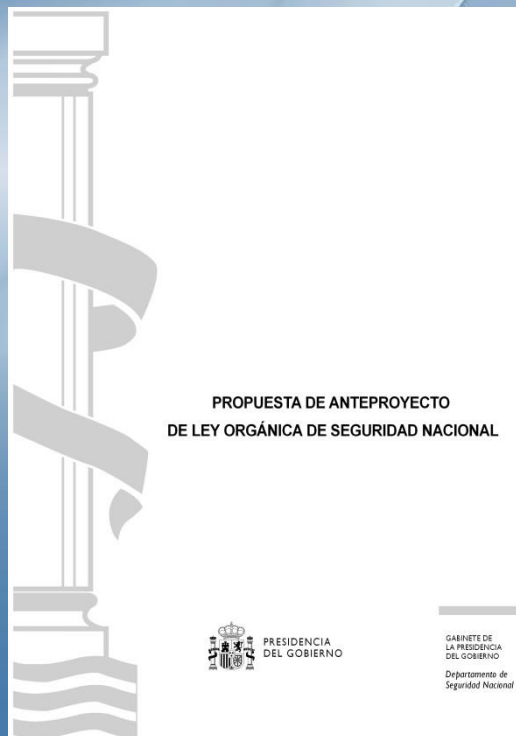 PROPUESTA DE ANTEPROYECTO
DE LEY ORGÁNICA DE SEGURIDAD NACIONAL
PRESIDENCIA
DEL GOBIERNO
GABINETE DE
LA PRESIDENCIA
DEL GOBIERNO
Departamento de
Seguridad Nacional